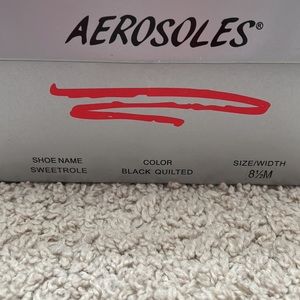 AEROSOLES®
SHOE NAME COLOR SIZE/WIDTH
SWEETROLE BLACK QUILTED 8½M